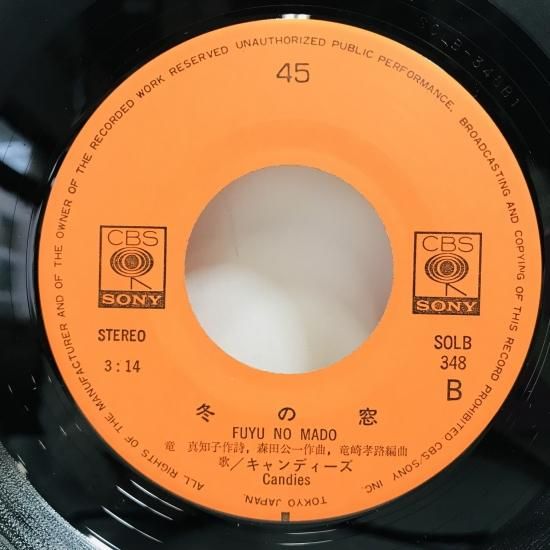 ALL RIGHTS OF THE MANUFACTURER AND OF THE OWNER OF THE RECORDED WORK RESERVED UNAUTHORIZED PUBLIC PERFORMANCE, BROADCASTING AND COPYING OF THIS RECORD PROHIBITED CBS/SONY INC. TOKYO JAPAN.
45
CBS
SONY
CBS
SONY
STEREO
3:14
SOLB
348
B
冬の窓
FUYU NO MADO
竜 真知子作詩, 森田公一作曲, 竜崎孝路編曲
歌/キャンディーズ
Candies